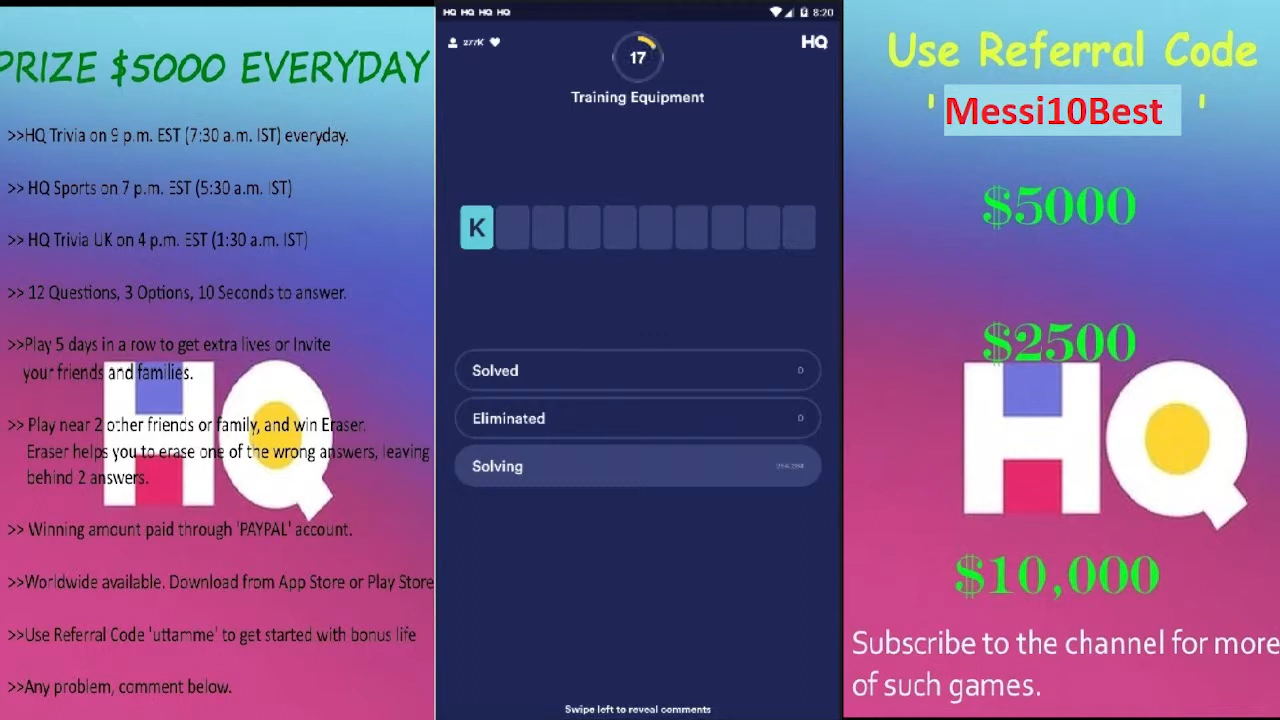 PRIZE $5000 EVERYDAY
>>HQ Trivia on 9 p.m. EST (7:30 a.m. IST) everyday.
>> HQ Sports on 7 p.m. EST (5:30 a.m. IST)
>> HQ Trivia UK on 4 p.m. EST (1:30 a.m. IST)
>> 12 Questions, 3 Options, 10 Seconds to answer.
>>Play 5 days in a row to get extra lives or Invite
your friends and families.
>> Play near 2 other friends or family, and win Eraser.
Eraser helps you to erase one of the wrong answers, leaving
behind 2 answers.
>> Winning amount paid through 'PAYPAL' account.
>>Worldwide available. Download from App Store or Play Store
>>Use Referral Code 'uttamme' to get started with bonus life
>>Any problem, comment below.
HQ
HQ HQ HQ HQ 8:20
277K 17 HQ
Training Equipment
K
Solved 0
Eliminated 0
Solving
Swipe left to reveal comments
Use Referral Code
' Messi10Best '
$5000
$2500
HQ
$10,000
Subscribe to the channel for more
of such games.